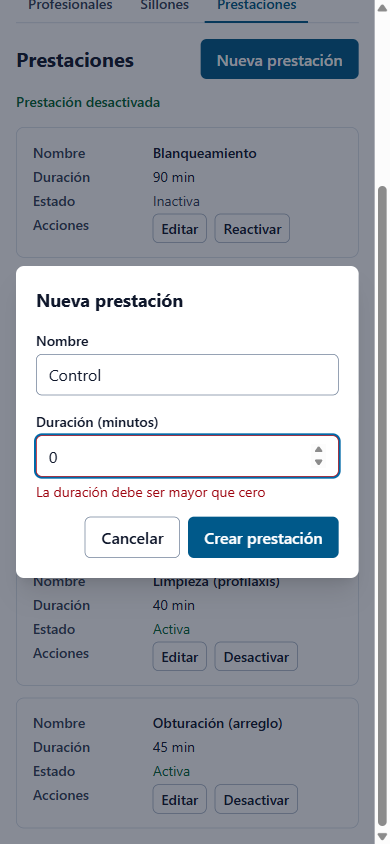 Profesionales Sillones Prestaciones
Prestaciones Nueva prestación
Prestación desactivada
Nombre Blanqueamiento
Duración 90 min
Estado Inactiva
Acciones Editar Reactivar
Nueva prestación
Nombre
Control
Duración (minutos)
0
La duración debe ser mayor que cero
Cancelar Crear prestación
Nombre Limpieza (profilaxis)
Duración 40 min
Estado Activa
Acciones Editar Desactivar
Nombre Obturación (arreglo)
Duración 45 min
Estado Activa
Acciones Editar Desactivar